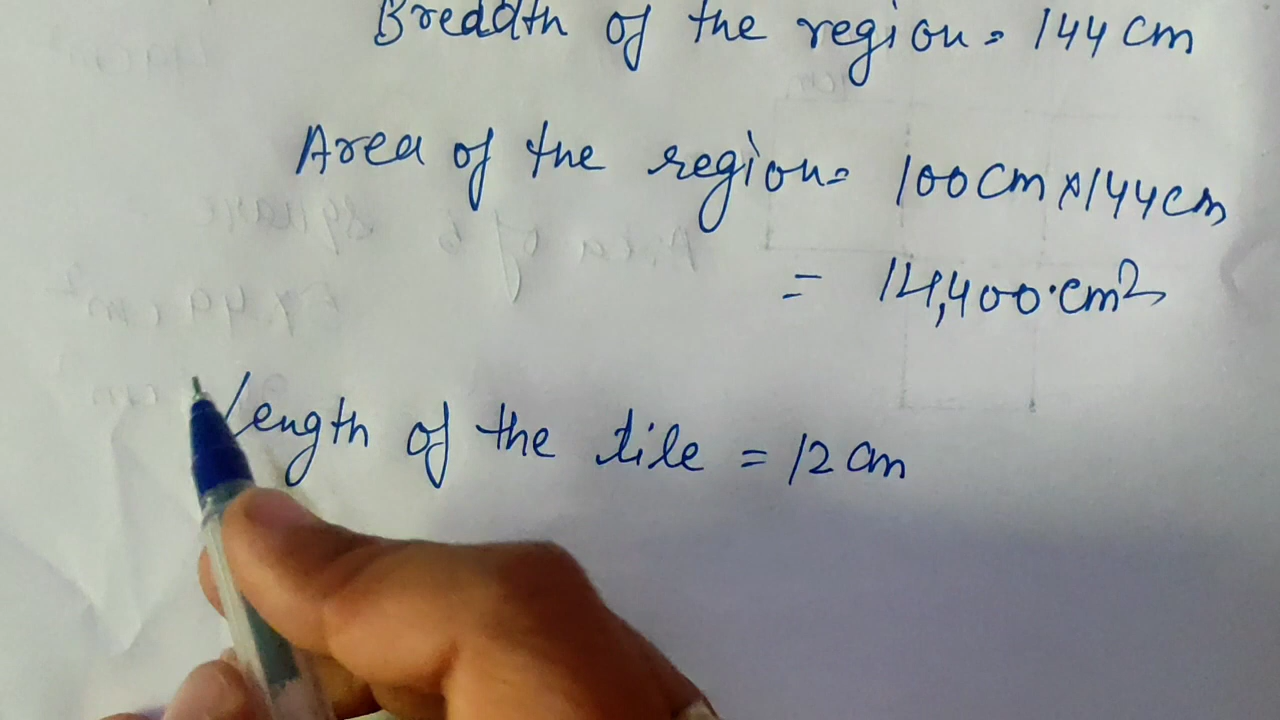 Breadth of the region = 144 cm
Area of the region = 100 cm × 144 cm
= 14,400 cm²
length of the tile = 12 cm